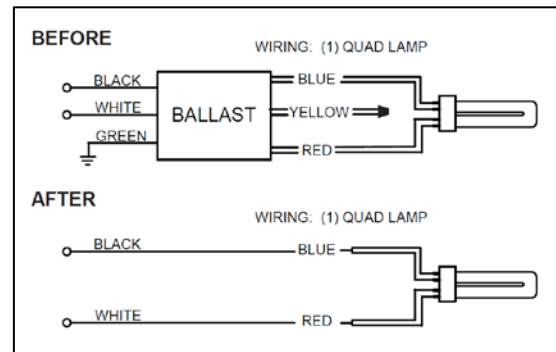 BEFORE
WIRING: (1) QUAD LAMP
BLACK
BLUE
WHITE
BALLAST
YELLOW
GREEN
RED
AFTER
WIRING: (1) QUAD LAMP
BLACK
BLUE
WHITE
RED